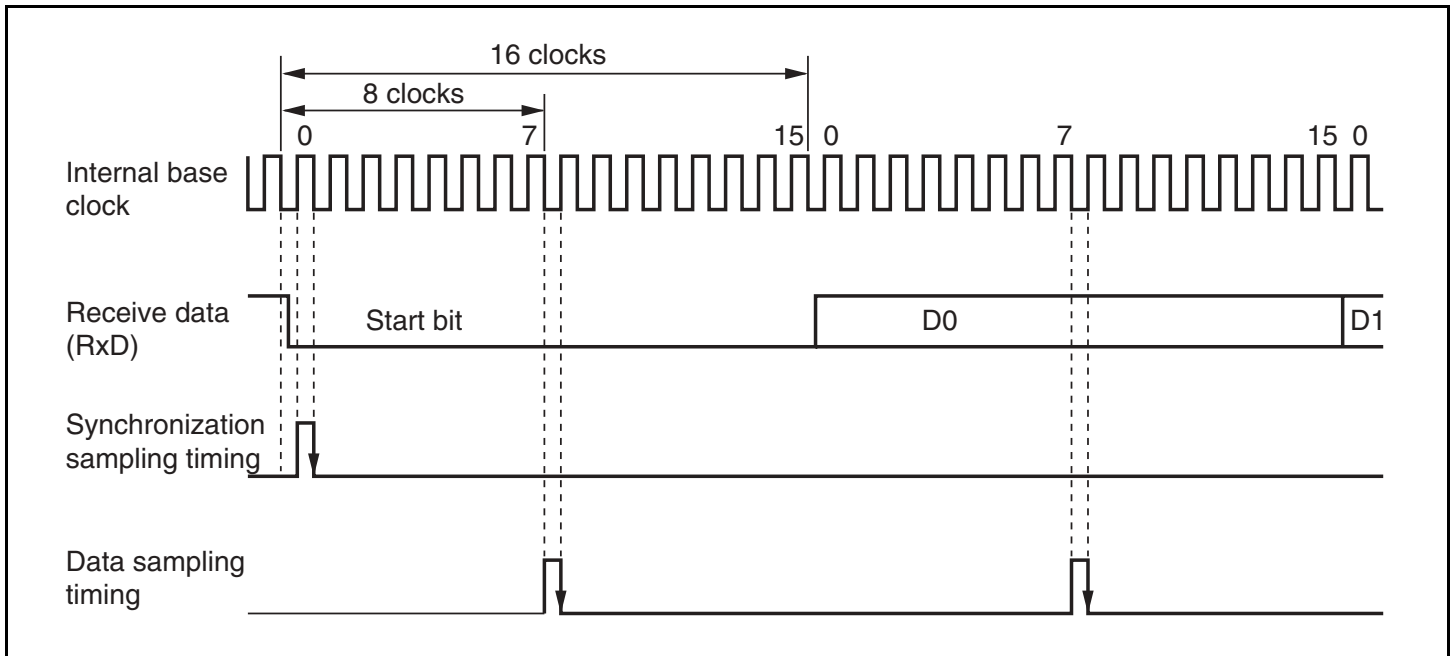 16 clocks
8 clocks
0 7 15 0 7 15 0
Internal base
clock
Receive data
(RxD)
Start bit D0 D1
Synchronization
sampling timing
Data sampling
timing